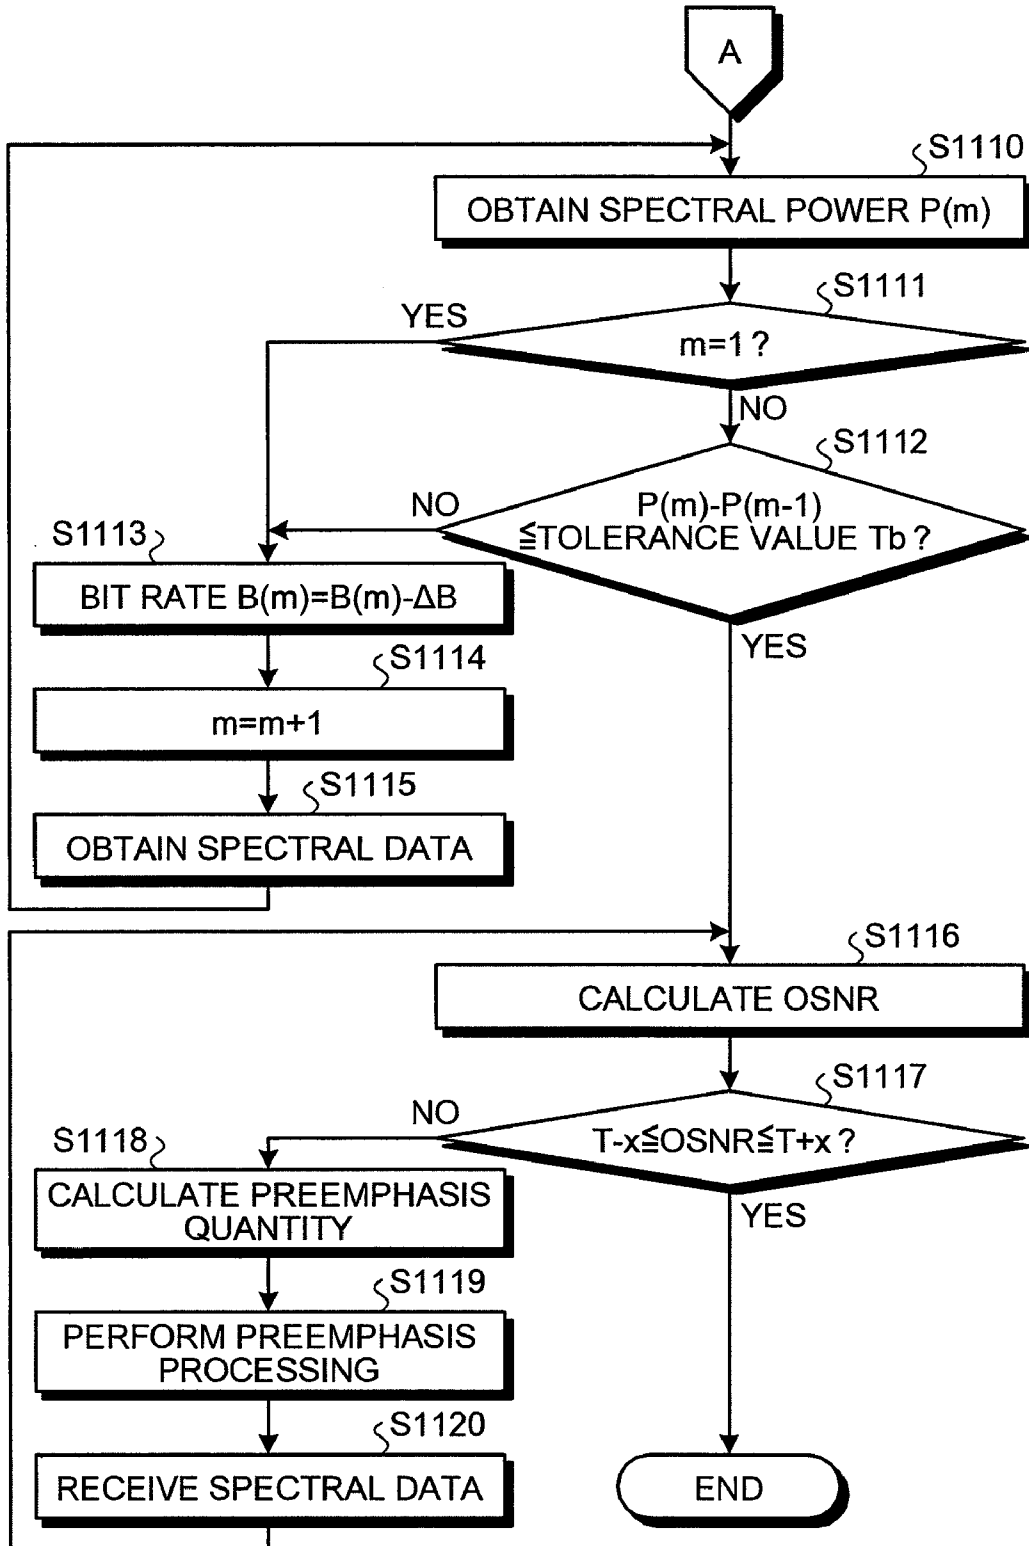 A
S1110
OBTAIN SPECTRAL POWER P(m)
S1111
YES
m=1 ?
NO
S1112
NO
P(m)-P(m-1)
≦TOLERANCE VALUE Tb ?
YES
S1113
BIT RATE B(m)=B(m)-ΔB
S1114
m=m+1
S1115
OBTAIN SPECTRAL DATA
S1116
CALCULATE OSNR
S1117
NO
T-x≦OSNR≦T+x ?
YES
S1118
CALCULATE PREEMPHASIS
QUANTITY
S1119
PERFORM PREEMPHASIS
PROCESSING
S1120
RECEIVE SPECTRAL DATA
END